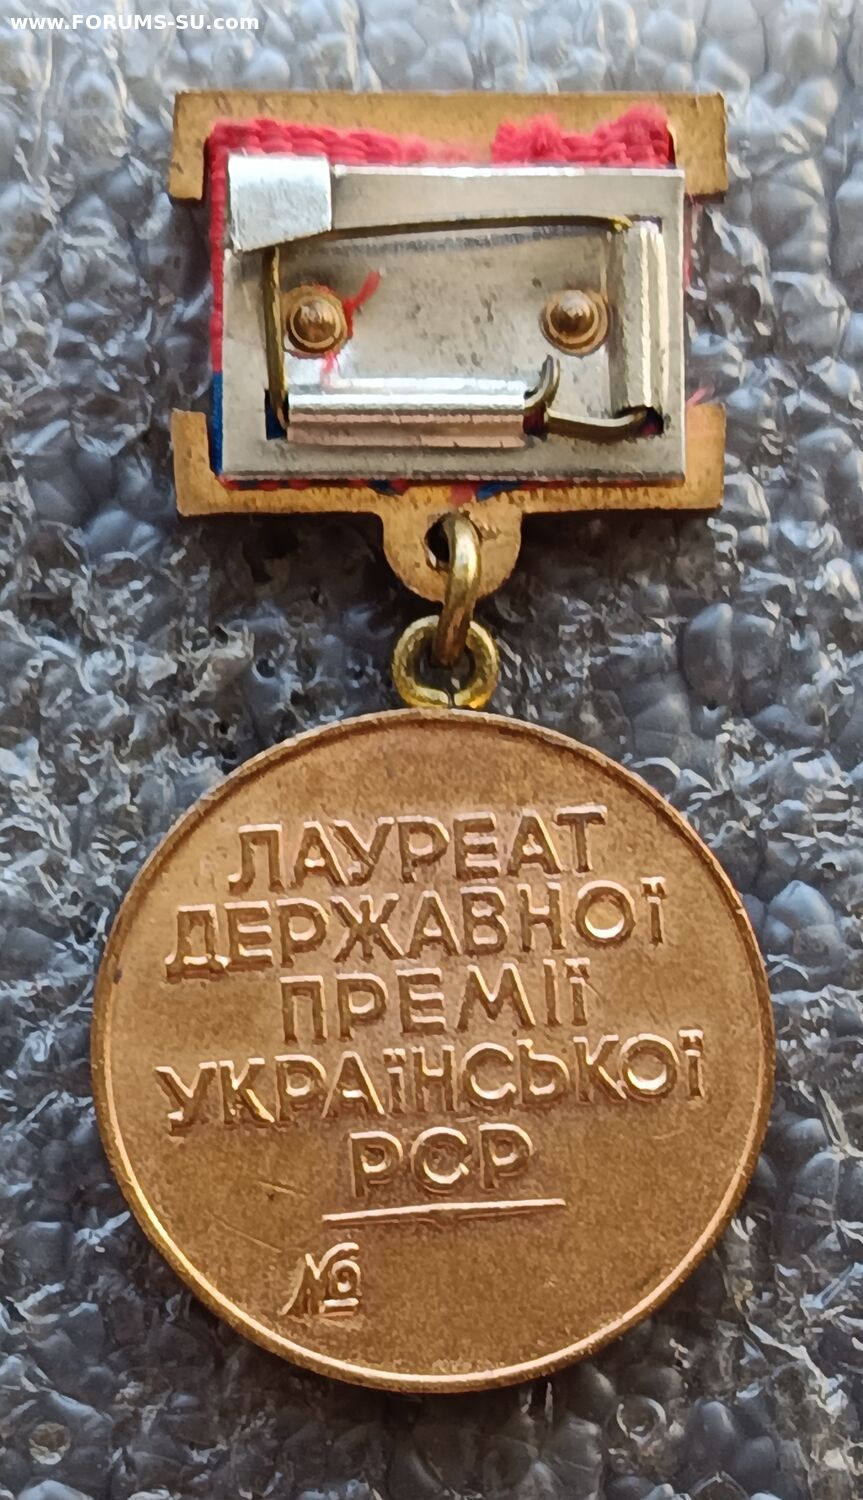 www.FORUMS-SU.com
ЛАУРЕАТ
ДЕРЖАВНОЇ
ПРЕМІЇ
УКРАЇНСЬКОЇ
РСР
№